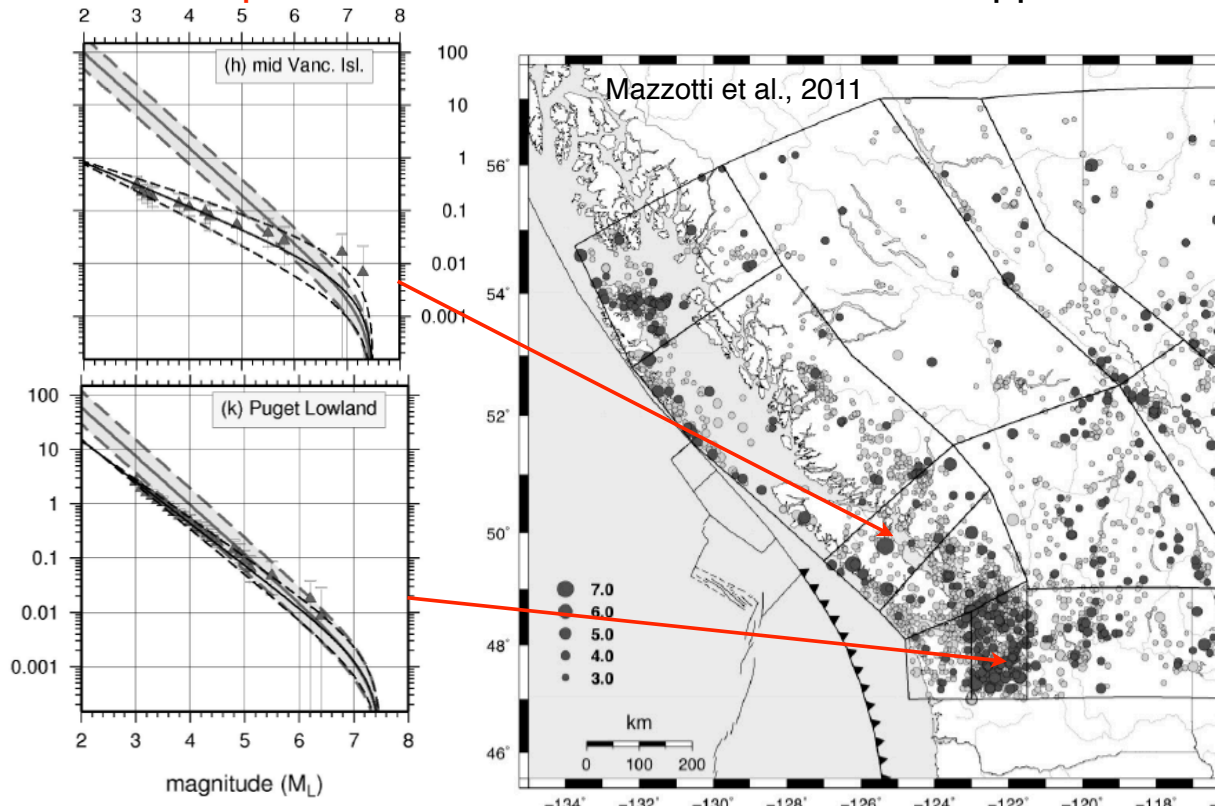 2 3 4 5 6 7 8
100
10
1
0.1
0.01
0.001
(h) mid Vanc. Isl.
100
10
1
0.1
0.01
0.001
(k) Puget Lowland
2 3 4 5 6 7 8
magnitude (M_L)
Mazzotti et al., 2011
56°
54°
52°
50°
48°
46°
7.0
6.0
5.0
4.0
3.0
km
0 100 200
-134° -132° -130° -128° -126° -124° -122° -120° -118°